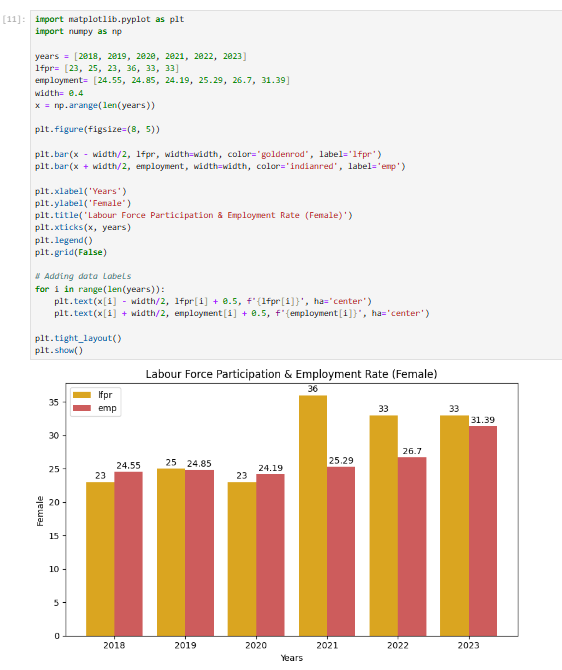 [11]: import matplotlib.pyplot as plt
import numpy as np
years = [2018, 2019, 2020, 2021, 2022, 2023]
lfpr= [23, 25, 23, 36, 33, 33]
employment= [24.55, 24.85, 24.19, 25.29, 26.7, 31.39]
width= 0.4
x = np.arange(len(years))
plt.figure(figsize=(8, 5))
plt.bar(x - width/2, lfpr, width=width, color='goldenrod', label='lfpr')
plt.bar(x + width/2, employment, width=width, color='indianred', label='emp')
plt.xlabel('Years')
plt.ylabel('Female')
plt.title('Labour Force Participation & Employment Rate (Female)')
plt.xticks(x, years)
plt.legend()
plt.grid(False)
# Adding data labels
for i in range(len(years)):
    plt.text(x[i] - width/2, lfpr[i] + 0.5, f'{lfpr[i]}', ha='center')
    plt.text(x[i] + width/2, employment[i] + 0.5, f'{employment[i]}', ha='center')
plt.tight_layout()
plt.show()
Labour Force Participation & Employment Rate (Female)
lfpr
emp
35
30
25
20
15
10
5
0
Female
23 24.55
25 24.85
23 24.19
36 25.29
33 26.7
33 31.39
2018 2019 2020 2021 2022 2023
Years